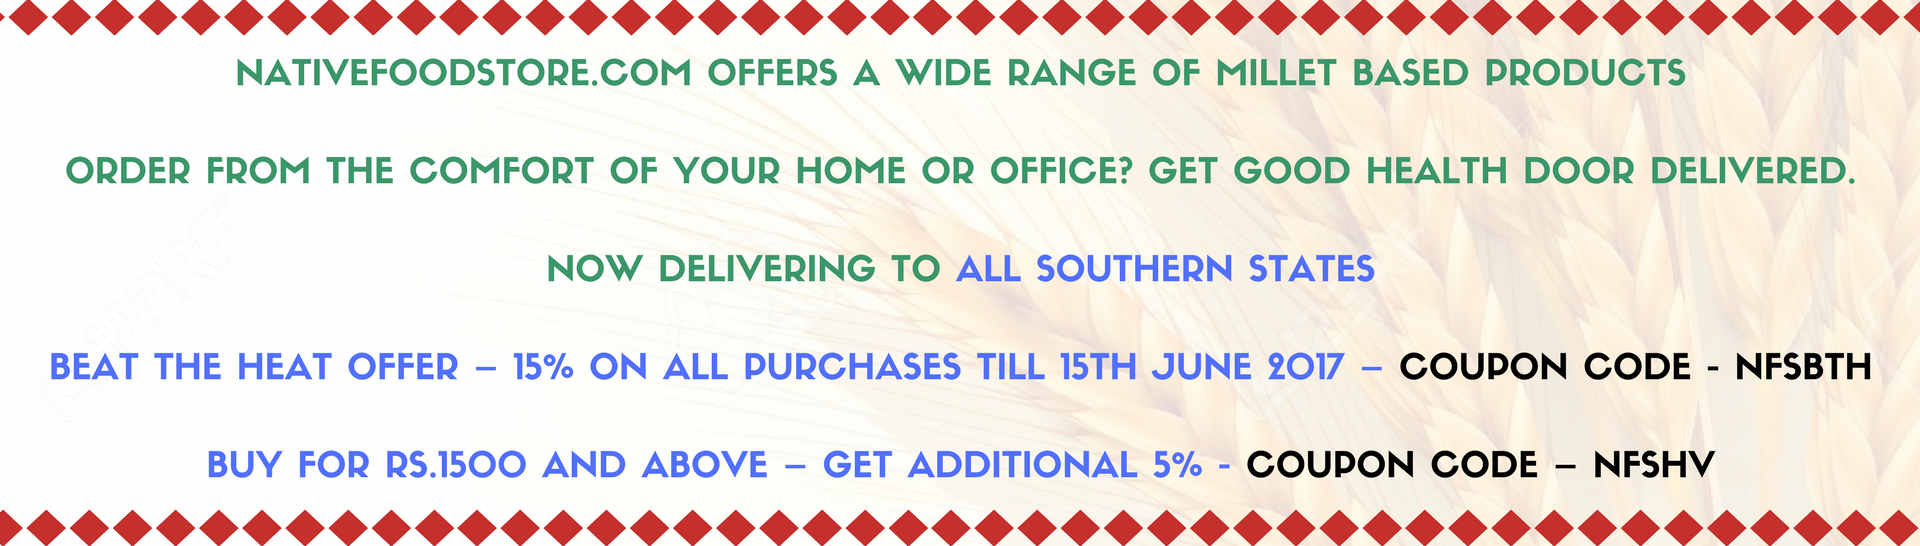 NATIVEFOODSTORE.COM OFFERS A WIDE RANGE OF MILLET BASED PRODUCTS
ORDER FROM THE COMFORT OF YOUR HOME OR OFFICE? GET GOOD HEALTH DOOR DELIVERED.
NOW DELIVERING TO ALL SOUTHERN STATES
BEAT THE HEAT OFFER – 15% ON ALL PURCHASES TILL 15TH JUNE 2017 – COUPON CODE - NFSBTH
BUY FOR RS.1500 AND ABOVE – GET ADDITIONAL 5% - COUPON CODE – NFSHV